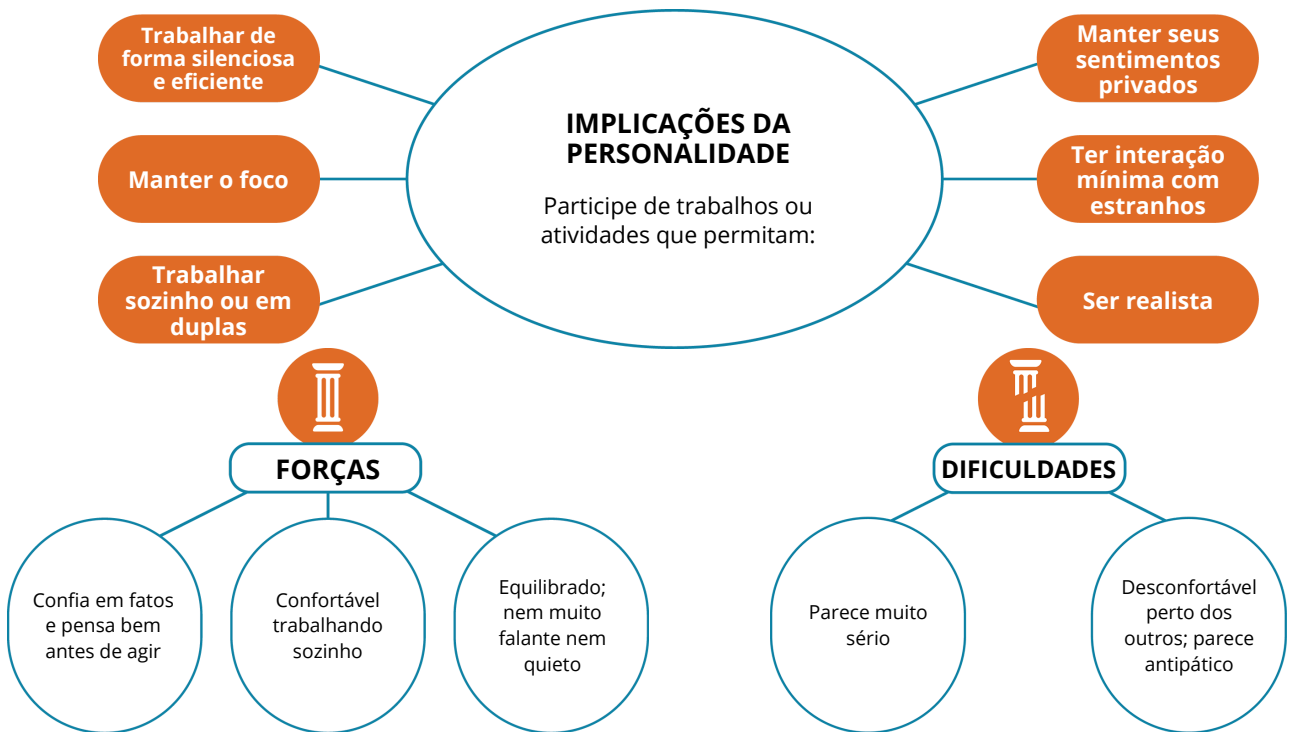 Trabalhar de
forma silenciosa
e eficiente
Manter o foco
Trabalhar
sozinho ou em
duplas
IMPLICAÇÕES DA
PERSONALIDADE
Participe de trabalhos ou
atividades que permitam:
Manter seus
sentimentos
privados
Ter interação
mínima com
estranhos
Ser realista
FORÇAS
Confia em fatos
e pensa bem
antes de agir
Confortável
trabalhando
sozinho
Equilibrado;
nem muito
falante nem
quieto
DIFICULDADES
Parece muito
sério
Desconfortável
perto dos
outros; parece
antipático